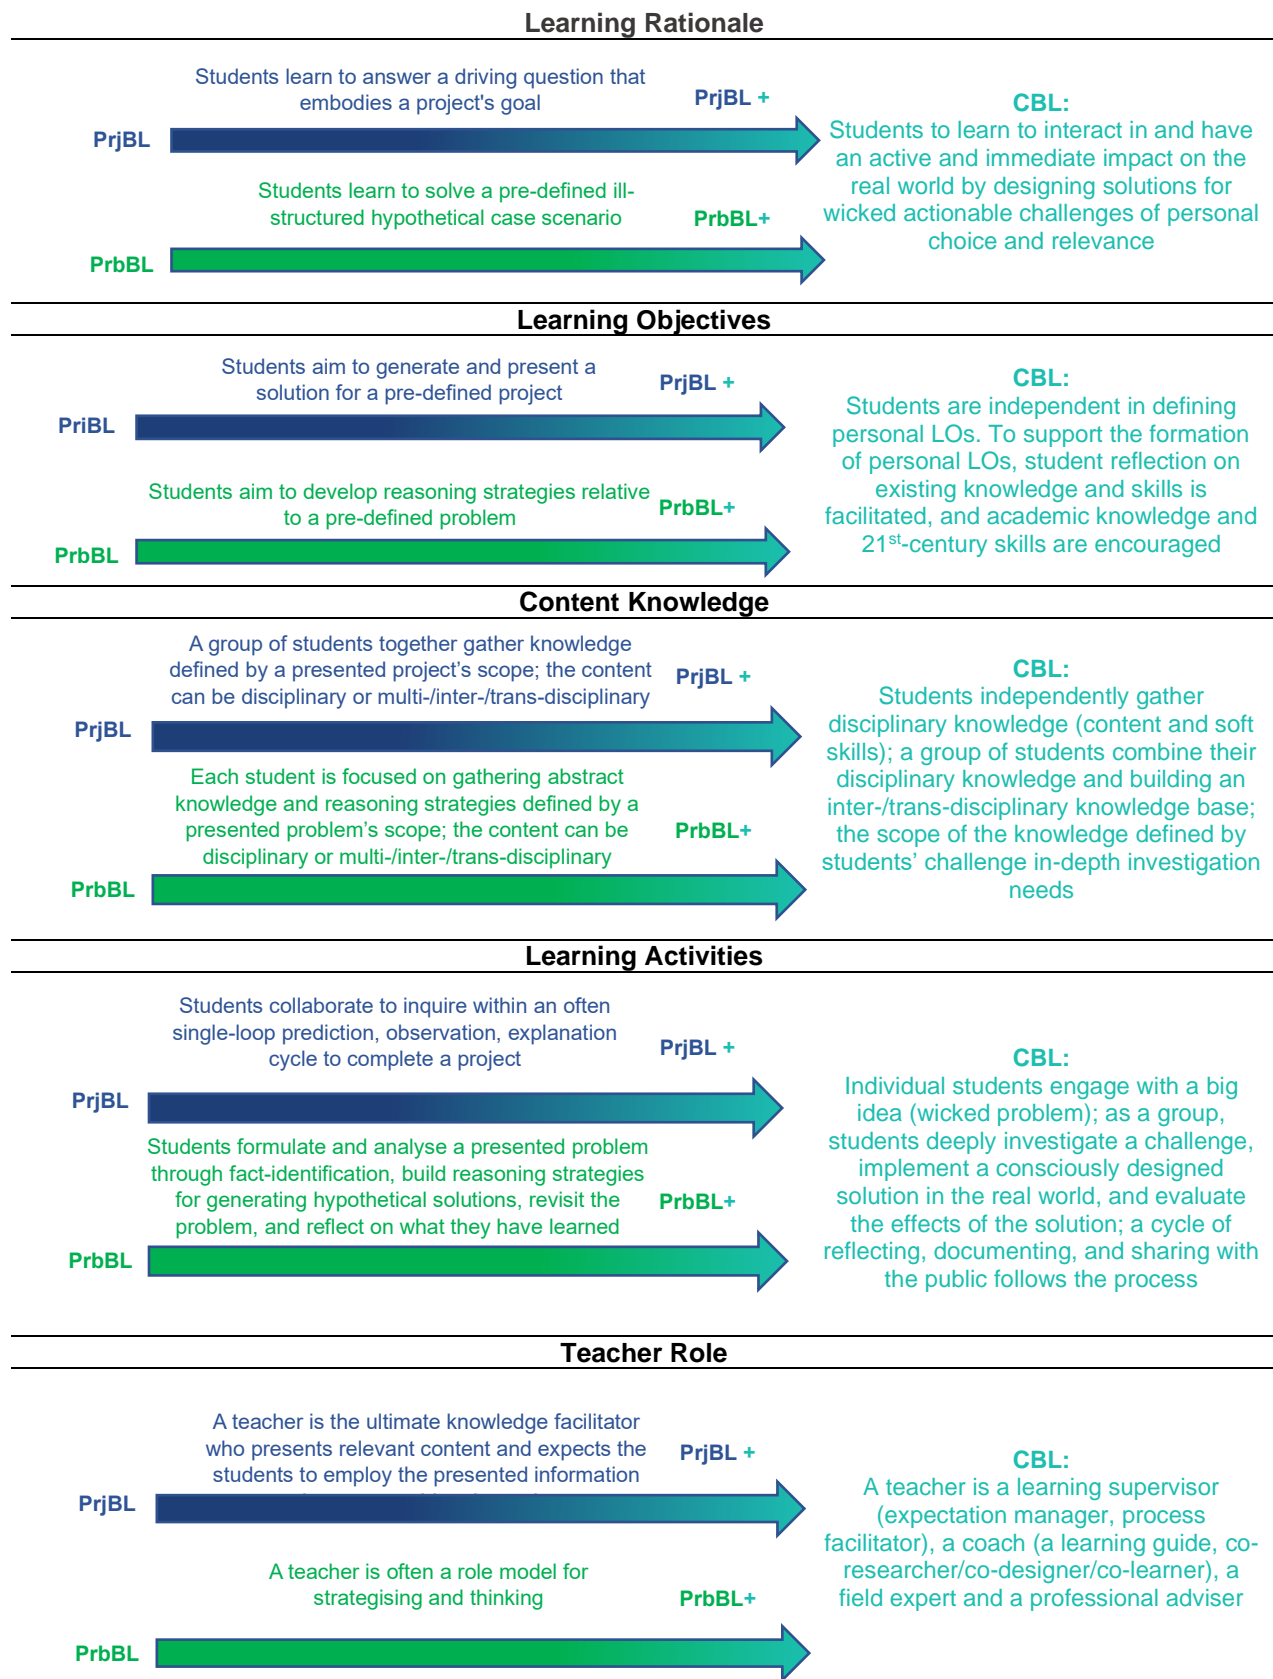 Learning Rationale
Students learn to answer a driving question that
embodies a project's goal
PrjBL +
PrjBL
Students learn to solve a pre-defined ill-
structured hypothetical case scenario
PrbBL+
PrbBL
CBL:
Students to learn to interact in and have
an active and immediate impact on the
real world by designing solutions for
wicked actionable challenges of personal
choice and relevance
Learning Objectives
Students aim to generate and present a
solution for a pre-defined project
PrjBL +
PriBL
Students aim to develop reasoning strategies relative
to a pre-defined problem
PrbBL+
PrbBL
CBL:
Students are independent in defining
personal LOs. To support the formation
of personal LOs, student reflection on
existing knowledge and skills is
facilitated, and academic knowledge and
21st-century skills are encouraged
Content Knowledge
A group of students together gather knowledge
defined by a presented project’s scope; the content
can be disciplinary or multi-/inter-/trans-disciplinary
PrjBL +
PrjBL
Each student is focused on gathering abstract
knowledge and reasoning strategies defined by a
presented problem’s scope; the content can be
disciplinary or multi-/inter-/trans-disciplinary
PrbBL+
PrbBL
CBL:
Students independently gather
disciplinary knowledge (content and soft
skills); a group of students combine their
disciplinary knowledge and building an
inter-/trans-disciplinary knowledge base;
the scope of the knowledge defined by
students’ challenge in-depth investigation
needs
Learning Activities
Students collaborate to inquire within an often
single-loop prediction, observation, explanation
cycle to complete a project
PrjBL +
PrjBL
Students formulate and analyse a presented problem
through fact-identification, build reasoning strategies
for generating hypothetical solutions, revisit the
problem, and reflect on what they have learned
PrbBL+
PrbBL
CBL:
Individual students engage with a big
idea (wicked problem); as a group,
students deeply investigate a challenge,
implement a consciously designed
solution in the real world, and evaluate
the effects of the solution; a cycle of
reflecting, documenting, and sharing with
the public follows the process
Teacher Role
A teacher is the ultimate knowledge facilitator
who presents relevant content and expects the
students to employ the presented information
PrjBL +
PrjBL
A teacher is often a role model for
strategising and thinking
PrbBL+
PrbBL
CBL:
A teacher is a learning supervisor
(expectation manager, process
facilitator), a coach (a learning guide, co-
researcher/co-designer/co-learner), a
field expert and a professional adviser